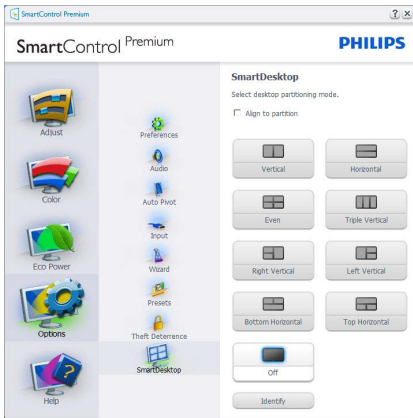 SmartControl Premium
SmartControl Premium
PHILIPS
Adjust
Color
Eco Power
Options
Help
Preferences
Audio
Auto Pivot
Input
Wizard
Presets
Theft Deterrence
SmartDesktop
SmartDesktop
Select desktop partitioning mode.
Align to partition
Vertical
Horizontal
Even
Triple Vertical
Right Vertical
Left Vertical
Bottom Horizontal
Top Horizontal
Off
Identify